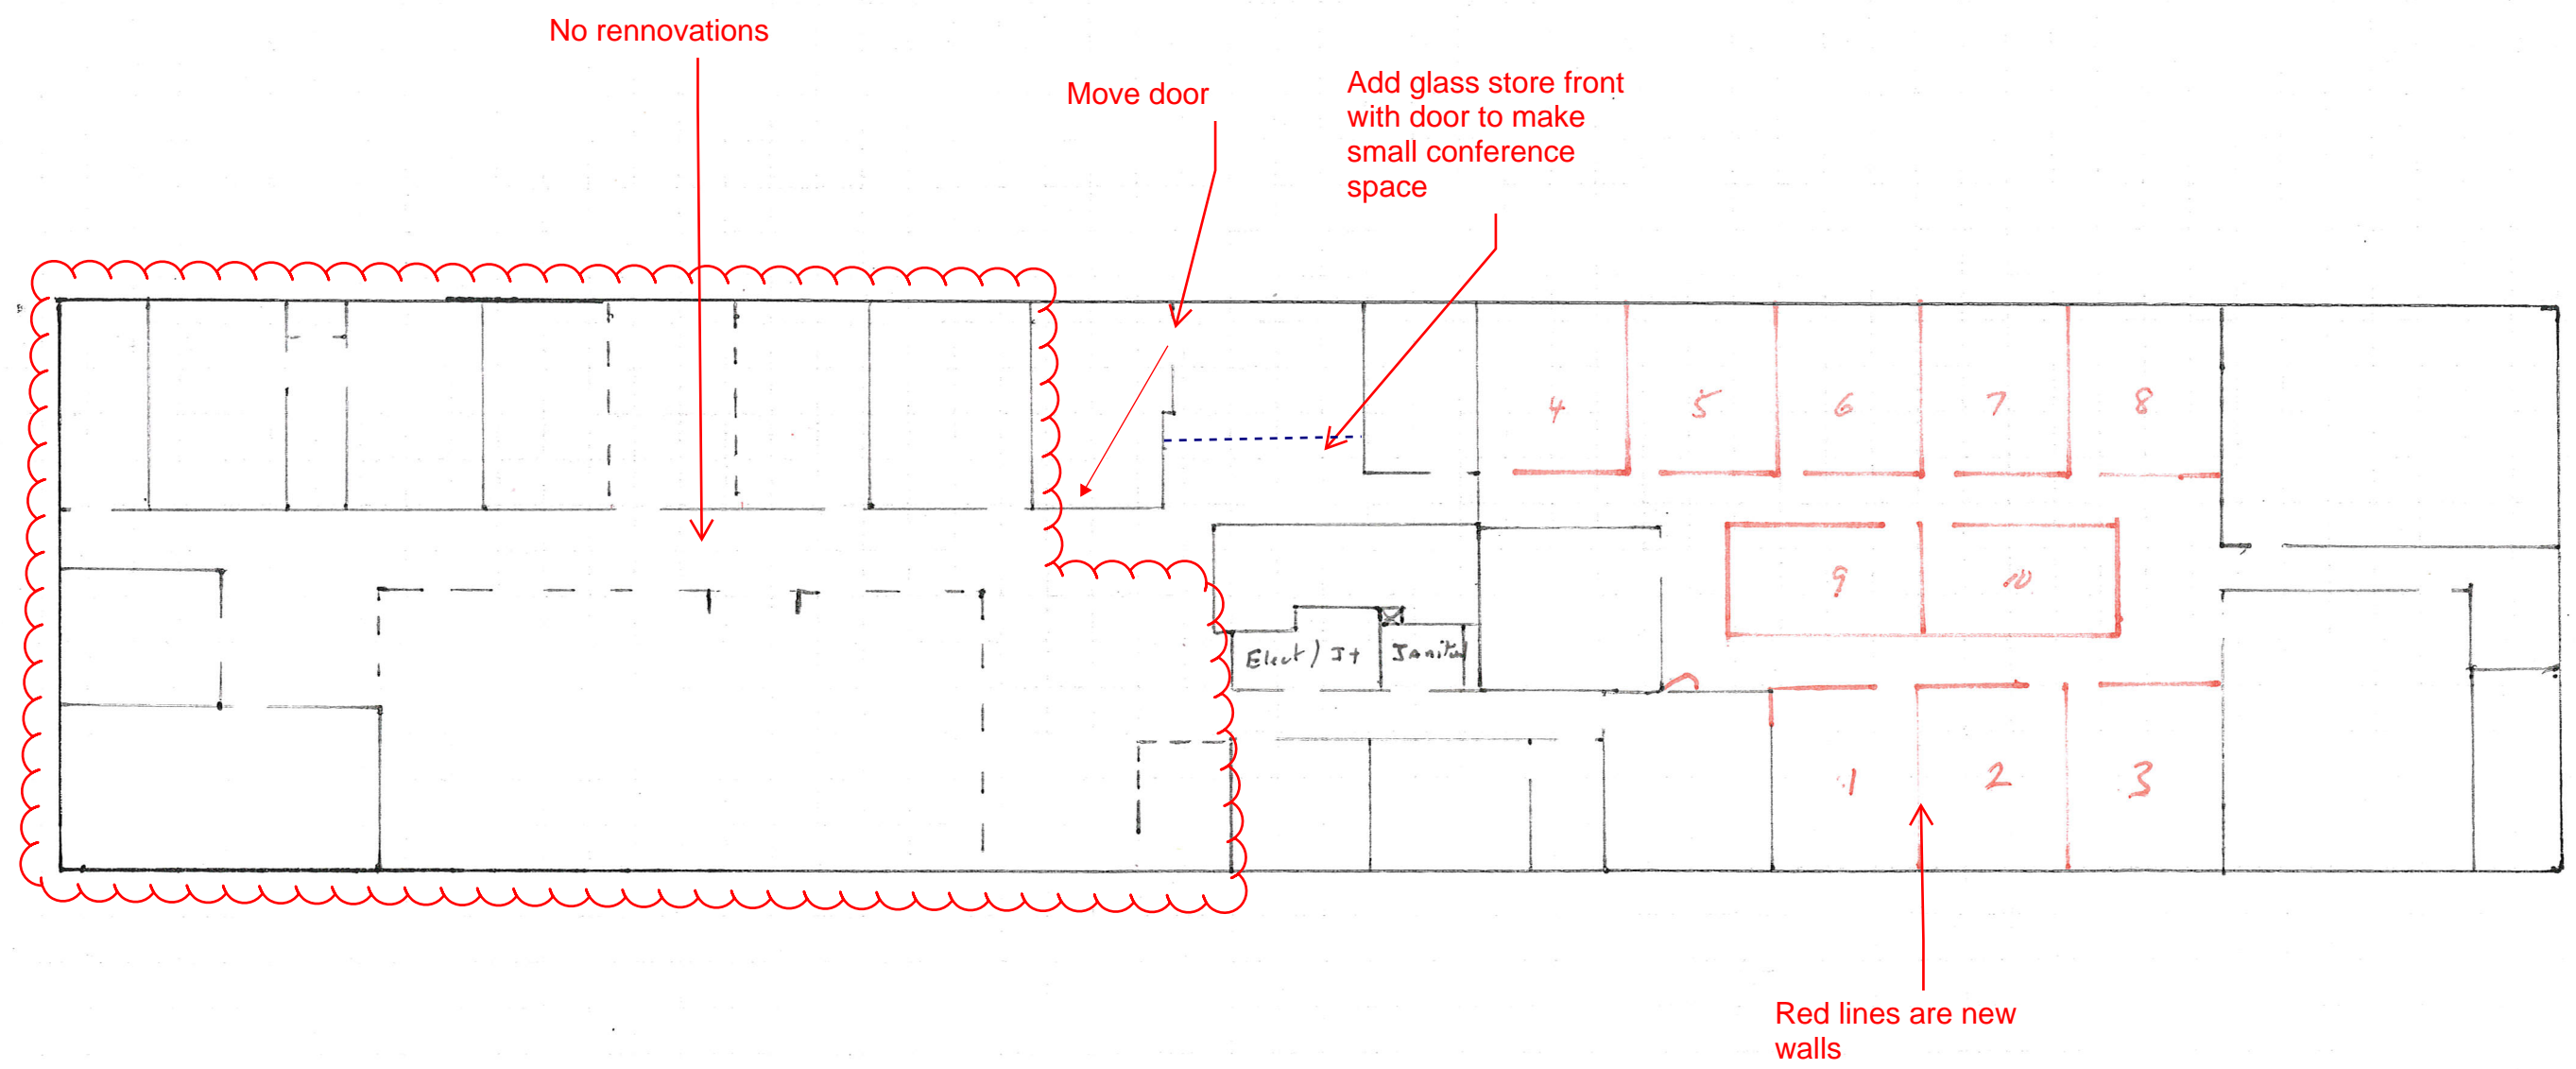 No rennovations
Move door
Add glass store front
with door to make
small conference
space
4
5
6
7
8
9
10
Elect / It
Janitor
1
2
3
Red lines are new
walls